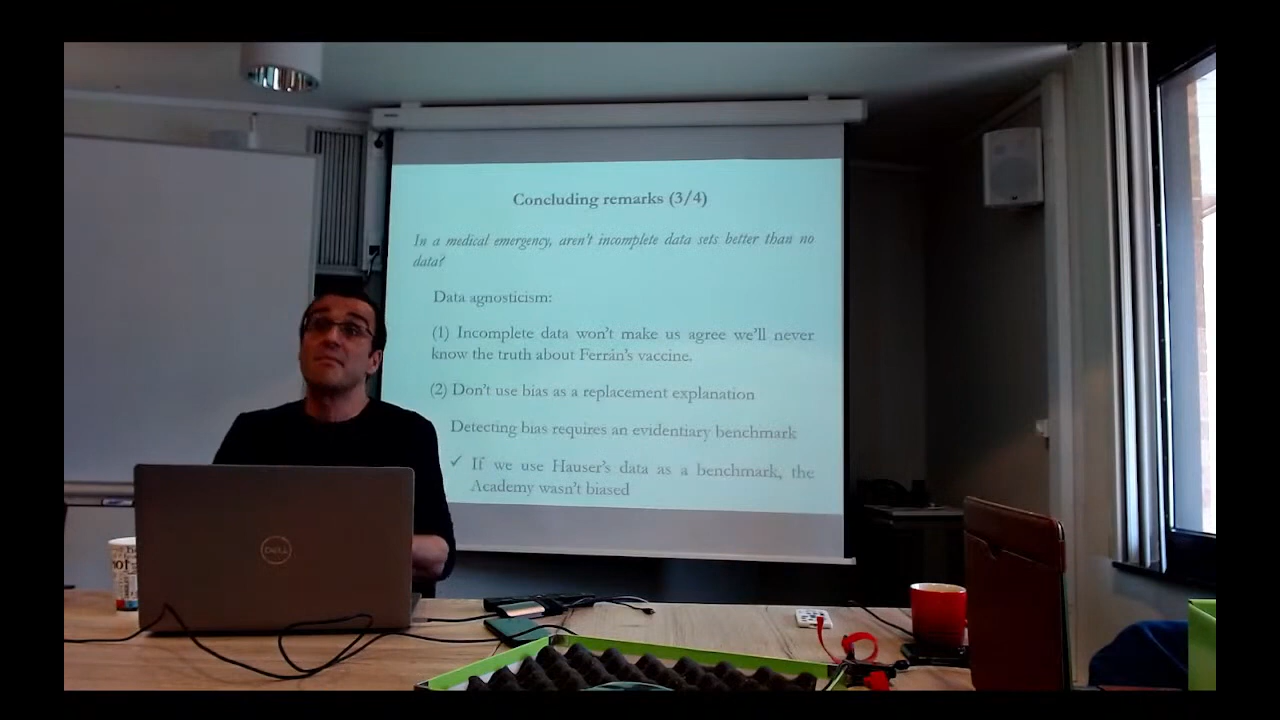 Concluding remarks (3/4)
In a medical emergency, aren't incomplete data sets better than no
data?
Data agnosticism:
(1) Incomplete data won't make us agree we'll never
know the truth about Ferrán's vaccine.
(2) Don't use bias as a replacement explanation
Detecting bias requires an evidentiary benchmark
✓ If we use Hauser's data as a benchmark, the
Academy wasn't biased
DELL